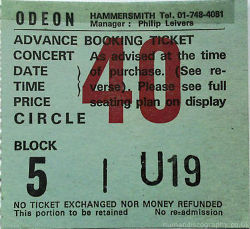 ODEON HAMMERSMITH Tel. 01-748-4081
Manager : Philip Leivers
ADVANCE BOOKING TICKET
CONCERT As advised at the time
DATE of purchase. (See re-
TIME verse). Please see full
PRICE seating plan on display
CIRCLE
40
BLOCK
5 | U19
NO TICKET EXCHANGED NOR MONEY REFUNDED
This portion to be retained No re-admission